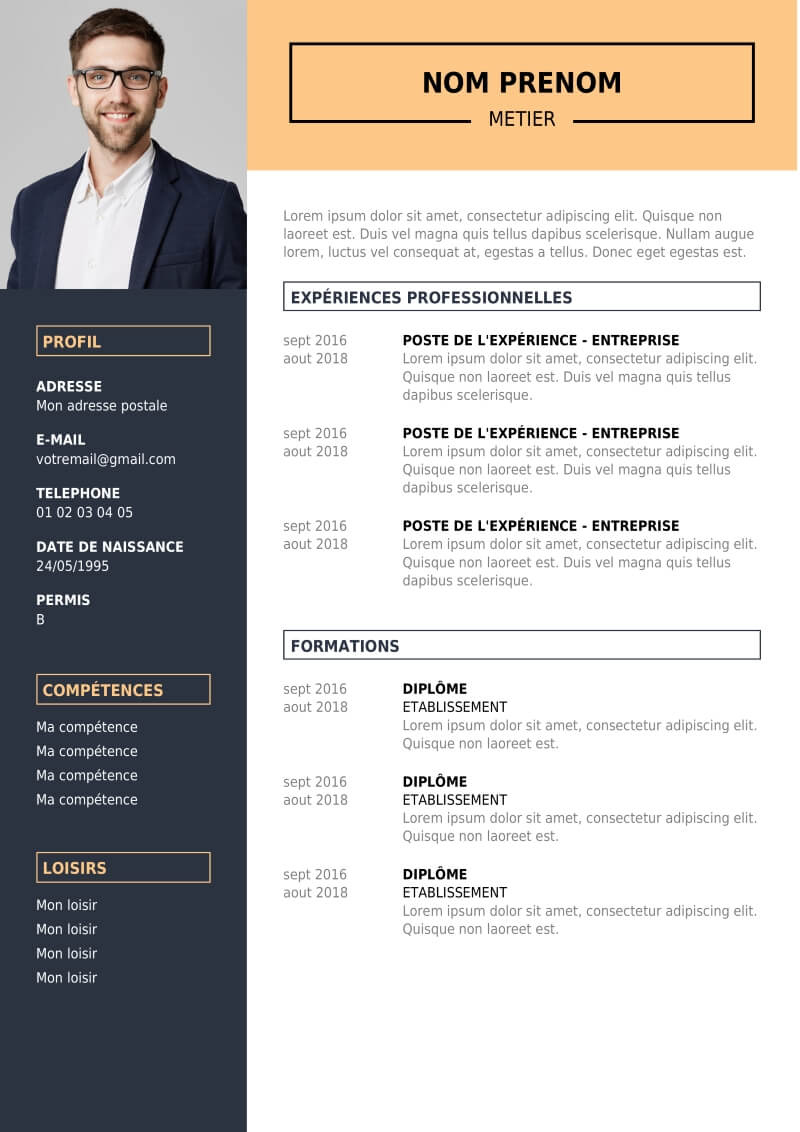 NOM PRENOM
METIER
Lorem ipsum dolor sit amet, consectetur adipiscing elit. Quisque non
laoreet est. Duis vel magna quis tellus dapibus scelerisque. Nullam augue
lorem, luctus vel consequat at, egestas a tellus. Donec eget egestas est.
PROFIL
ADRESSE
Mon adresse postale
E-MAIL
votremail@gmail.com
TELEPHONE
01 02 03 04 05
DATE DE NAISSANCE
24/05/1995
PERMIS
B
COMPÉTENCES
Ma compétence
Ma compétence
Ma compétence
Ma compétence
LOISIRS
Mon loisir
Mon loisir
Mon loisir
Mon loisir
EXPÉRIENCES PROFESSIONNELLES
sept 2016
aout 2018
POSTE DE L'EXPÉRIENCE - ENTREPRISE
Lorem ipsum dolor sit amet, consectetur adipiscing elit.
Quisque non laoreet est. Duis vel magna quis tellus
dapibus scelerisque.
sept 2016
aout 2018
POSTE DE L'EXPÉRIENCE - ENTREPRISE
Lorem ipsum dolor sit amet, consectetur adipiscing elit.
Quisque non laoreet est. Duis vel magna quis tellus
dapibus scelerisque.
sept 2016
aout 2018
POSTE DE L'EXPÉRIENCE - ENTREPRISE
Lorem ipsum dolor sit amet, consectetur adipiscing elit.
Quisque non laoreet est. Duis vel magna quis tellus
dapibus scelerisque.
FORMATIONS
sept 2016
aout 2018
DIPLÔME
ETABLISSEMENT
Lorem ipsum dolor sit amet, consectetur adipiscing elit.
Quisque non laoreet est.
sept 2016
aout 2018
DIPLÔME
ETABLISSEMENT
Lorem ipsum dolor sit amet, consectetur adipiscing elit.
Quisque non laoreet est.
sept 2016
aout 2018
DIPLÔME
ETABLISSEMENT
Lorem ipsum dolor sit amet, consectetur adipiscing elit.
Quisque non laoreet est.